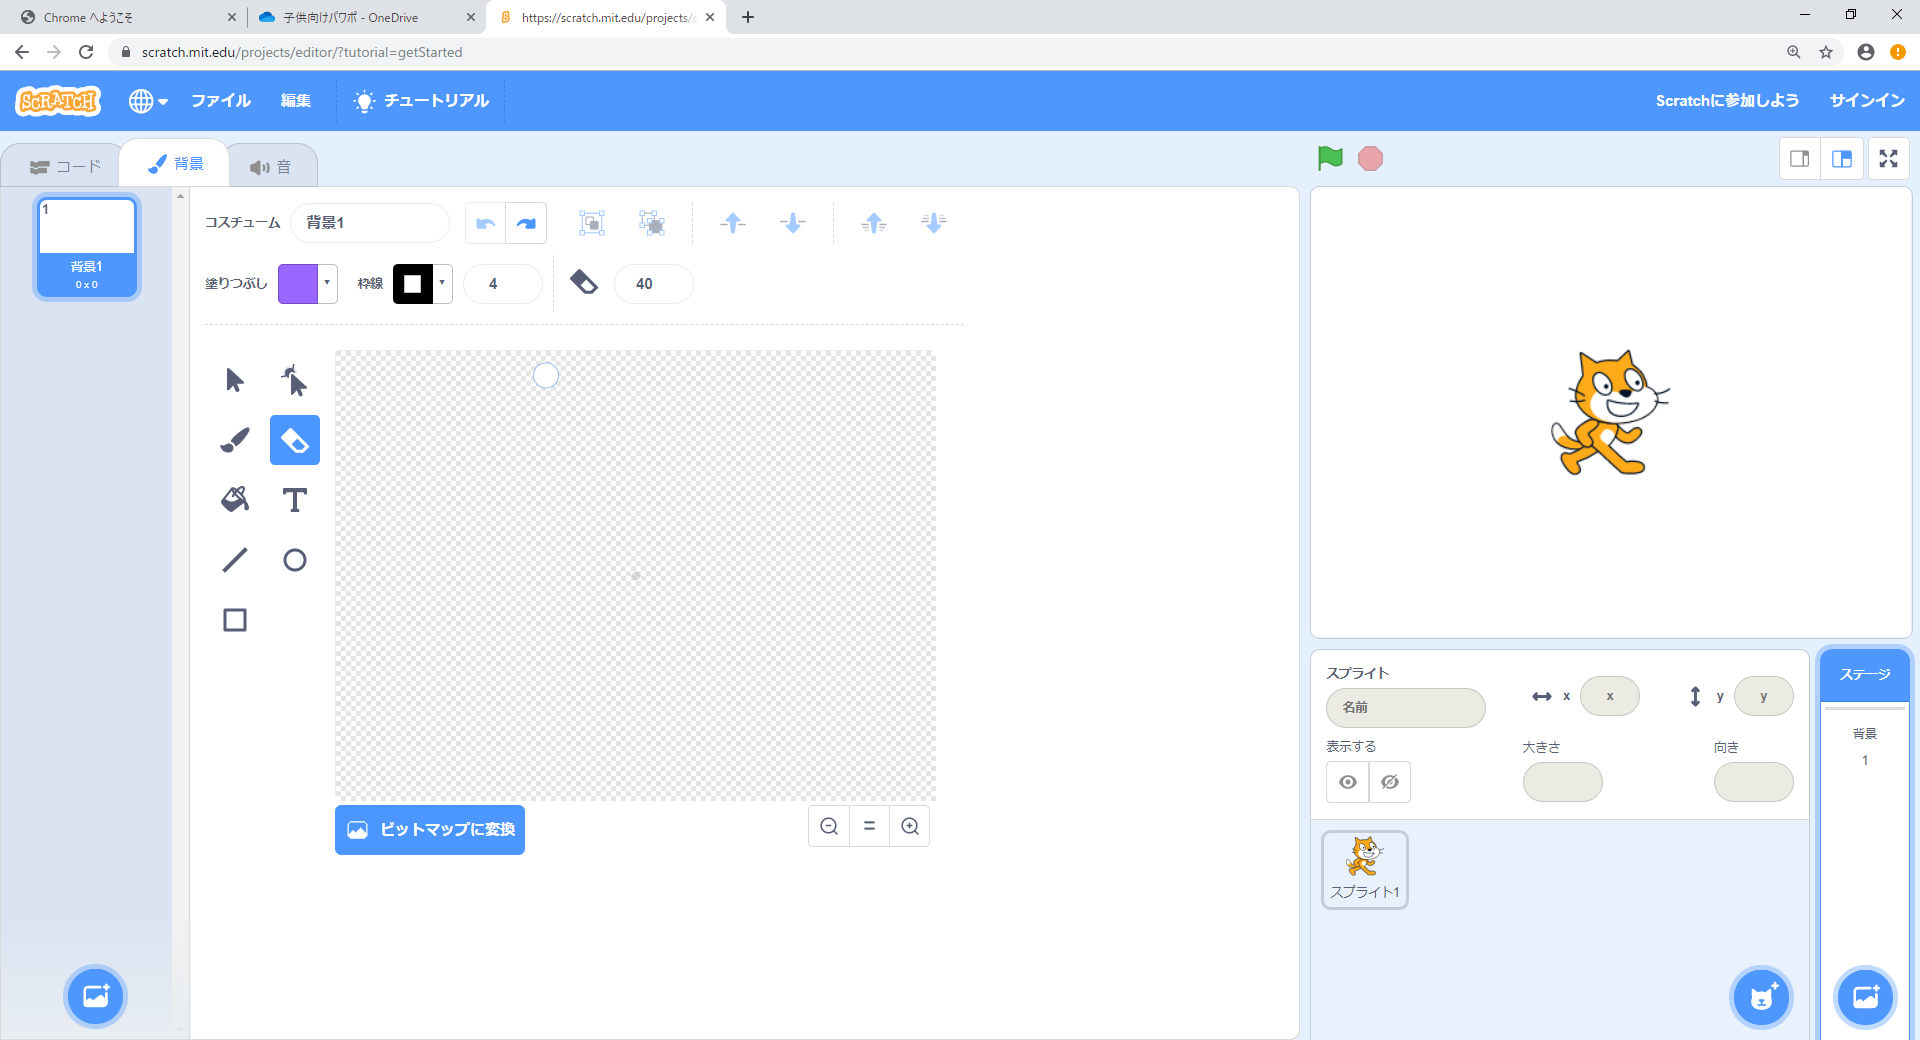 Chrome へようこそ
子供向けパワポ - OneDrive
https://scratch.mit.edu/projects/e
scratch.mit.edu/projects/editor/?tutorial=getStarted
SCRATCH
ファイル
編集
チュートリアル
Scratchに参加しよう
サインイン
コード
背景
音
1
背景1
0 x 0
コスチューム
背景1
塗りつぶし
枠線
4
40
T
ビットマップに変換
スプライト
名前
x
x
y
y
表示する
大きさ
向き
スプライト1
ステージ
背景
1